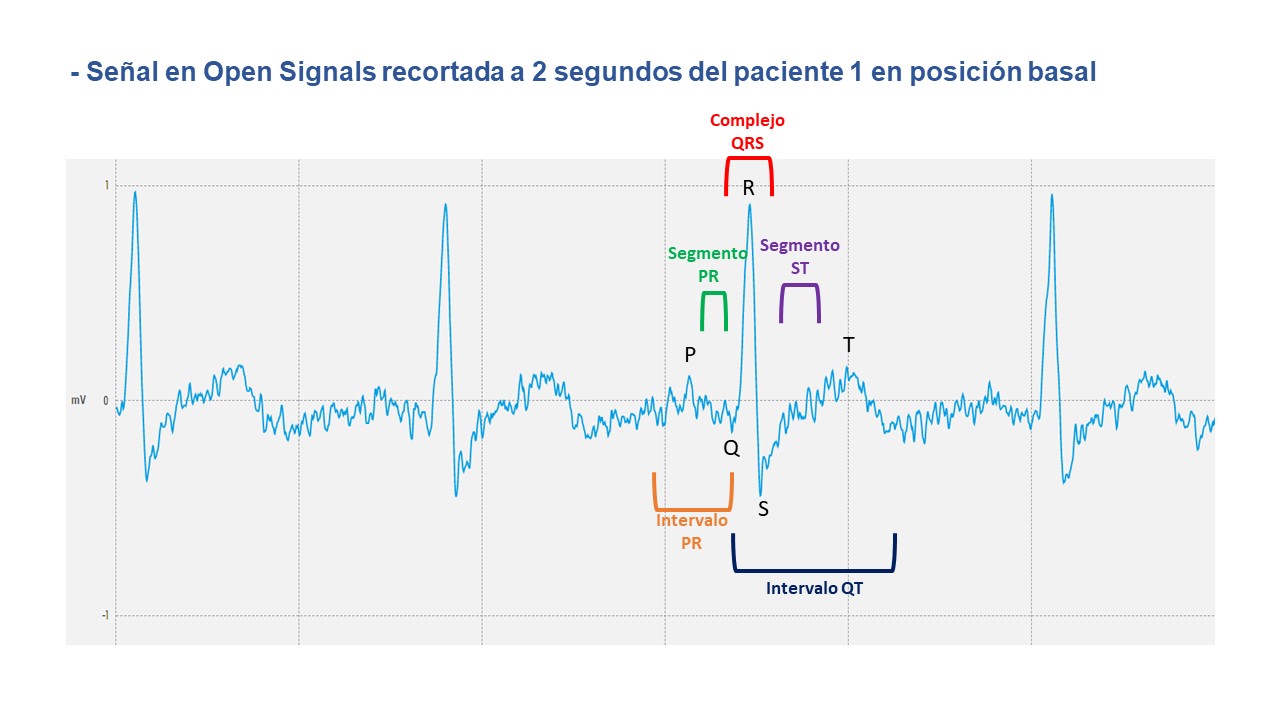 - Señal en Open Signals recortada a 2 segundos del paciente 1 en posición basal
Complejo
QRS
R
1
Segmento
PR
Segmento
ST
P
T
mV
0
Q
S
Intervalo
PR
Intervalo QT
-1